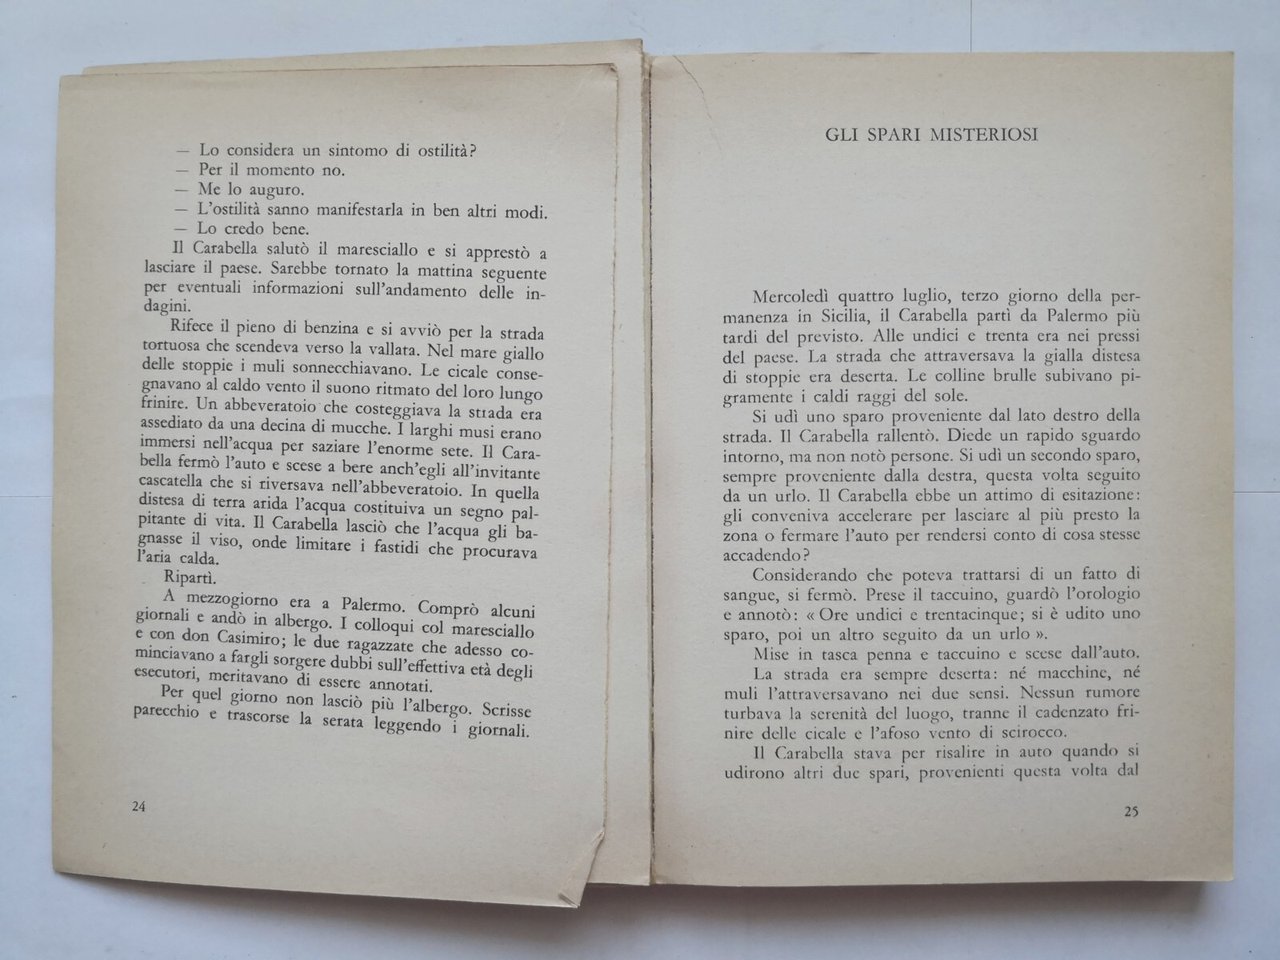 — Lo considera un sintomo di ostilità?
— Per il momento no.
— Me lo auguro.
— L'ostilità sanno manifestarla in ben altri modi.
— Lo credo bene.
Il Carabella salutò il maresciallo e si apprestò a
lasciare il paese. Sarebbe tornato la mattina seguente
per eventuali informazioni sull'andamento delle in-
dagini.
Rifece il pieno di benzina e si avviò per la strada
tortuosa che scendeva verso la vallata. Nel mare giallo
delle stoppie i muli sonnecchiavano. Le cicale conse-
gnavano al caldo vento il suono ritmato del loro lungo
frinire. Un abbeveratoio che costeggiava la strada era
assediato da una decina di mucche. I larghi musi erano
immersi nell'acqua per saziare l'enorme sete. Il Cara-
bella fermò l'auto e scese a bere anch'egli all'invitante
cascatella che si riversava nell'abbeveratoio. In quella
distesa di terra arida l'acqua costituiva un segno pal-
pitante di vita. Il Carabella lasciò che l'acqua gli ba-
gnasse il viso, onde limitare i fastidi che procurava
l'aria calda.
Ripartì.
A mezzogiorno era a Palermo. Comprò alcuni
giornali e andò in albergo. I colloqui col maresciallo
e con don Casimiro; le due ragazzate che adesso co-
minciavano a fargli sorgere dubbi sull'effettiva età degli
esecutori, meritavano di essere annotati.
Per quel giorno non lasciò più l'albergo. Scrisse
parecchio e trascorse la serata leggendo i giornali.
24
GLI SPARI MISTERIOSI
Mercoledì quattro luglio, terzo giorno della per-
manenza in Sicilia, il Carabella partì da Palermo più
tardi del previsto. Alle undici e trenta era nei pressi
del paese. La strada che attraversava la gialla distesa
di stoppie era deserta. Le colline brulle subivano pi-
gramente i caldi raggi del sole.
Si udì uno sparo proveniente dal lato destro della
strada. Il Carabella rallentò. Diede un rapido sguardo
intorno, ma non notò persone. Si udì un secondo sparo,
sempre proveniente dalla destra, questa volta seguito
da un urlo. Il Carabella ebbe un attimo di esitazione:
gli conveniva accelerare per lasciare al più presto la
zona o fermare l'auto per rendersi conto di cosa stesse
accadendo?
Considerando che poteva trattarsi di un fatto di
sangue, si fermò. Prese il taccuino, guardò l'orologio
e annotò: « Ore undici e trentacinque; si è udito uno
sparo, poi un altro seguito da un urlo ».
Mise in tasca penna e taccuino e scese dall'auto.
La strada era sempre deserta: né macchine, né
muli l'attraversavano nei due sensi. Nessun rumore
turbava la serenità del luogo, tranne il cadenzato fri-
nire delle cicale e l'afoso vento di scirocco.
Il Carabella stava per risalire in auto quando si
udirono altri due spari, provenienti questa volta dal
25